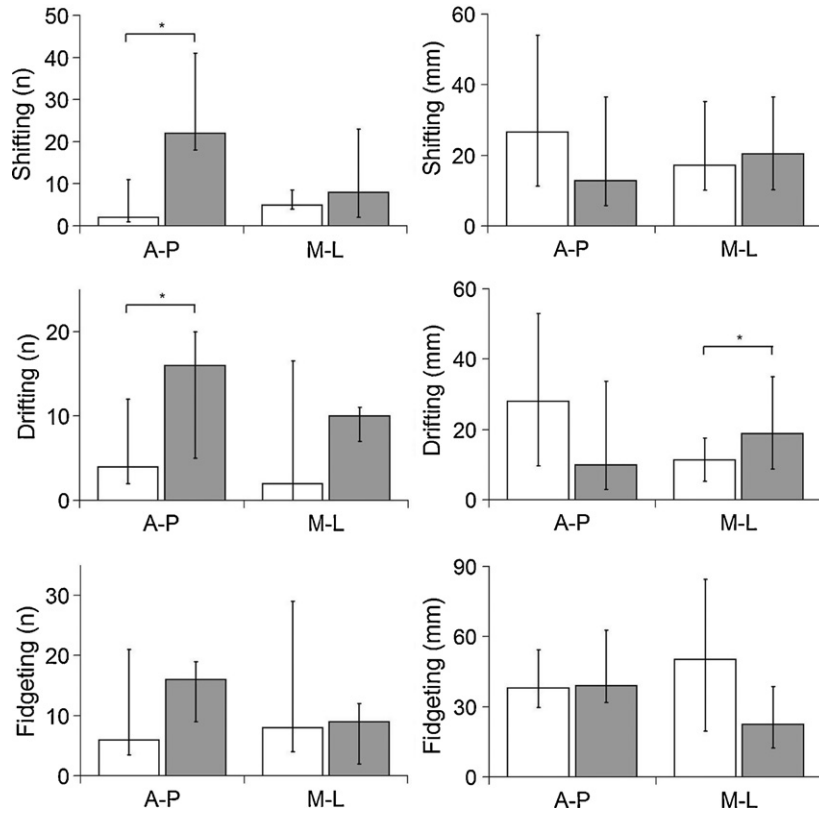 Shifting (n)
50
40
30
20
10
0
*
A-P
M-L
Shifting (mm)
60
40
20
0
A-P
M-L
Drifting (n)
20
10
0
*
A-P
M-L
Drifting (mm)
60
40
20
0
*
A-P
M-L
Fidgeting (n)
30
20
10
0
A-P
M-L
Fidgeting (mm)
90
60
30
0
A-P
M-L